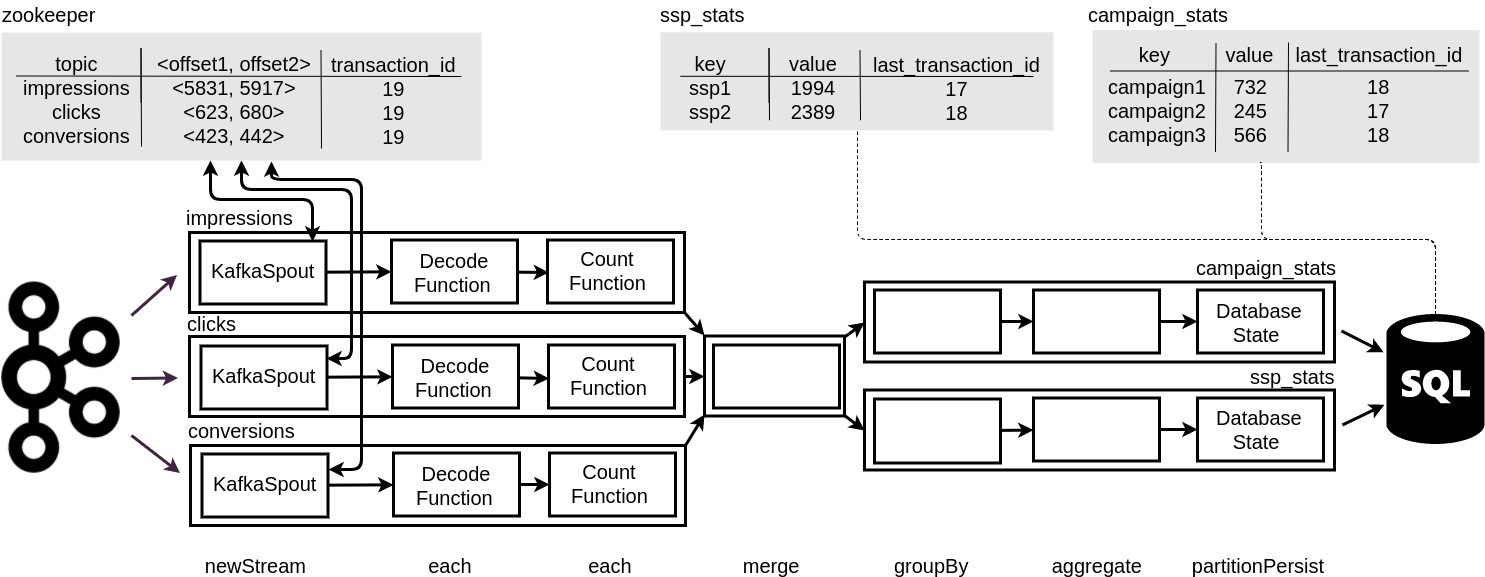 zookeeper
topic <offset1, offset2> transaction_id
impressions <5831, 5917> 19
clicks <623, 680> 19
conversions <423, 442> 19
ssp_stats
key value last_transaction_id
ssp1 1994 17
ssp2 2389 18
campaign_stats
key value last_transaction_id
campaign1 732 18
campaign2 245 17
campaign3 566 18
impressions
KafkaSpout
Decode
Function
Count
Function
clicks
KafkaSpout
Decode
Function
Count
Function
conversions
KafkaSpout
Decode
Function
Count
Function
campaign_stats
Database
State
ssp_stats
Database
State
SQL
newStream each each merge groupBy aggregate partitionPersist